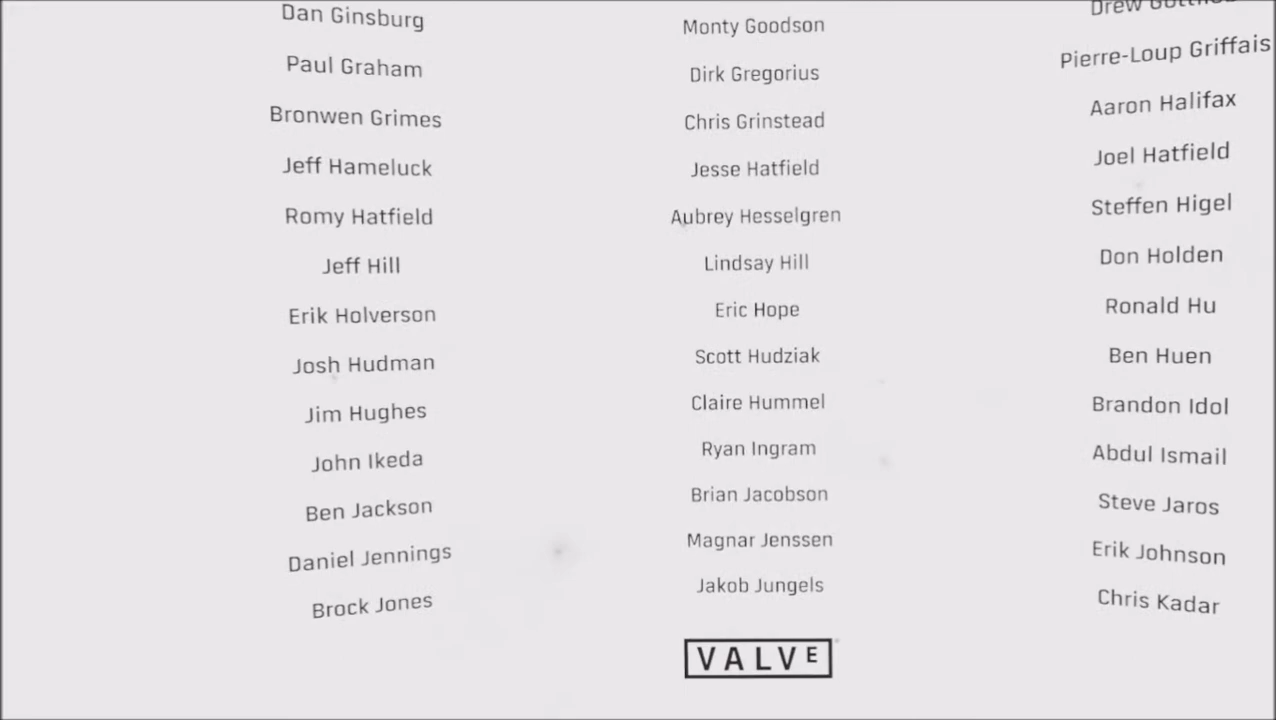 Dan Ginsburg
Monty Goodson
Drew
Paul Graham
Dirk Gregorius
Pierre-Loup Griffais
Bronwen Grimes
Chris Grinstead
Aaron Halifax
Jeff Hameluck
Jesse Hatfield
Joel Hatfield
Romy Hatfield
Aubrey Hesselgren
Steffen Higel
Jeff Hill
Lindsay Hill
Don Holden
Erik Holverson
Eric Hope
Ronald Hu
Josh Hudman
Scott Hudziak
Ben Huen
Jim Hughes
Claire Hummel
Brandon Idol
John Ikeda
Ryan Ingram
Abdul Ismail
Ben Jackson
Brian Jacobson
Steve Jaros
Daniel Jennings
Magnar Jenssen
Erik Johnson
Brock Jones
Jakob Jungels
Chris Kadar
VALVE